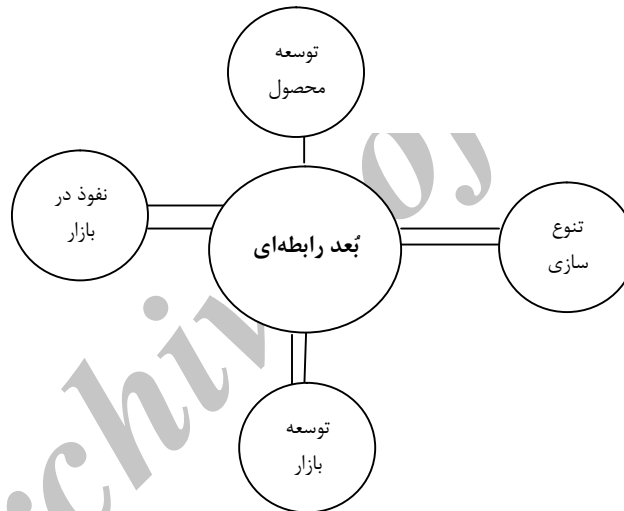 توسعه
محصول
نفوذ در
بازار
بُعد رابطه‌ای
تنوع
سازی
توسعه
بازار